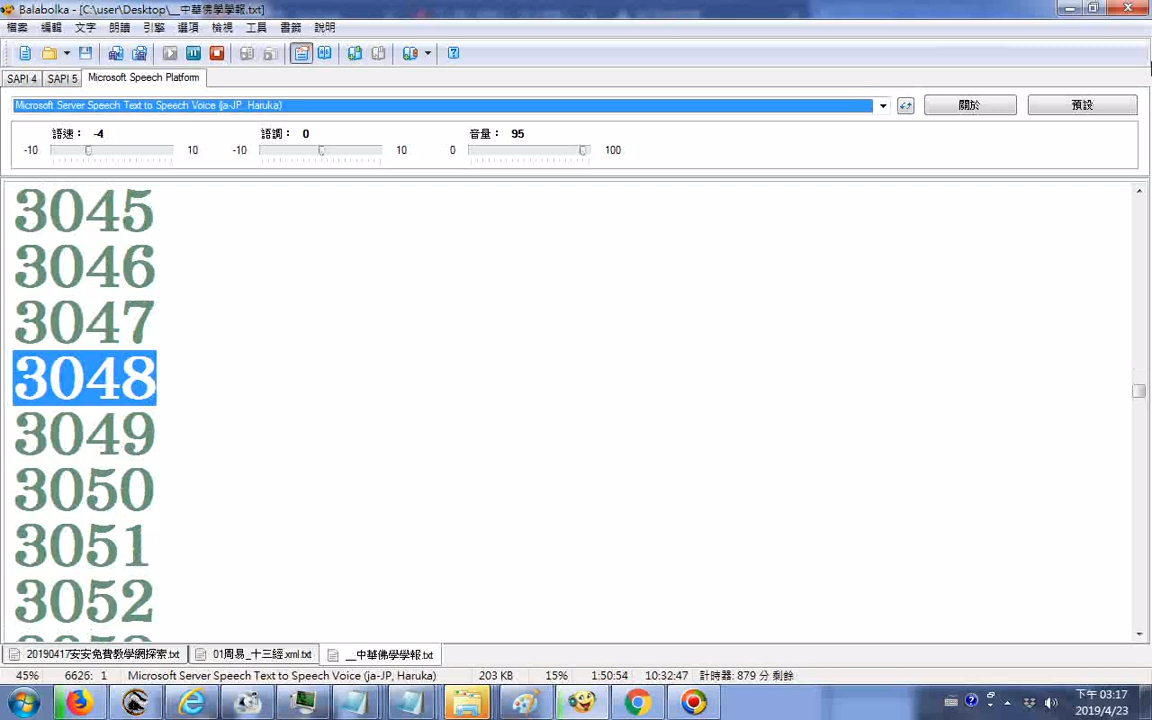 Balabolka - [C:\user\Desktop\__中華佛學學報.txt]
檔案 編輯 文字 朗讀 引擎 選項 檢視 工具 書籤 說明
SAPI 4 SAPI 5 Microsoft Speech Platform
Microsoft Server Speech Text to Speech Voice (ja-JP, Haruka) 關於 預設
語速： -4 語調： 0 音量： 95
-10 10 -10 10 0 100
3045
3046
3047
3048
3049
3050
3051
3052
20190417安安免費教學網探索.txt 01周易_十三經.xml.txt __中華佛學學報.txt
45% 6626: 1 Microsoft Server Speech Text to Speech Voice (ja-JP, Haruka) 203 KB 15% 1:50:54 10:32:47 計時器: 879 分 剩餘
下午 03:17
2019/4/23